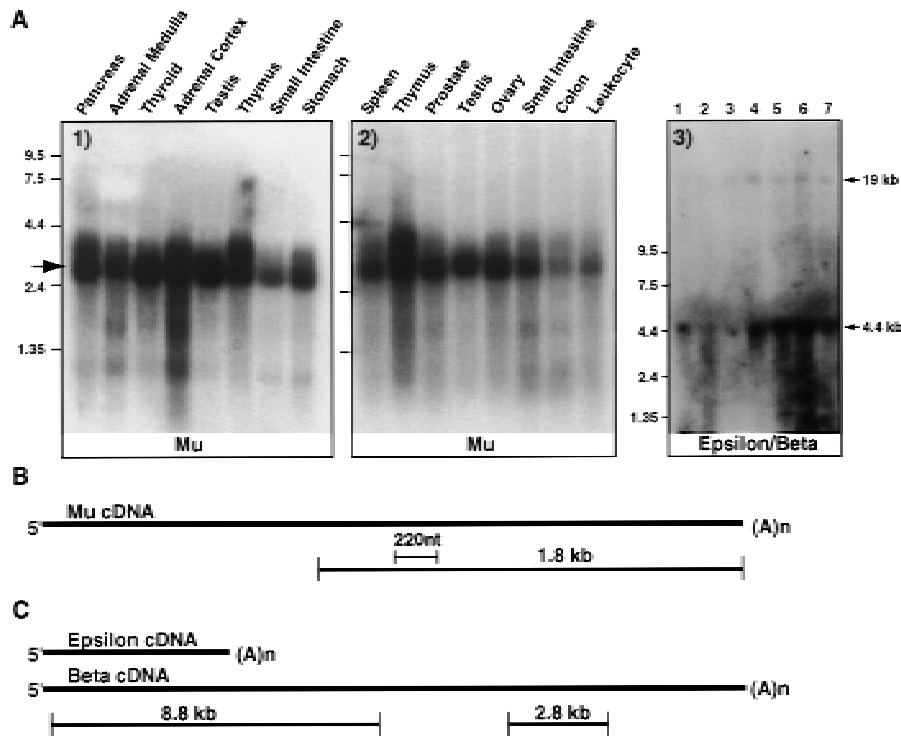 A
Pancreas
Adrenal Medulla
Thyroid
Adrenal Cortex
Testis
Thymus
Small Intestine
Stomach
Spleen
Thymus
Prostate
Testis
Ovary
Small Intestine
Colon
Leukocyte
1 2 3 4 5 6 7
1)
2)
3)
9.5
7.5
4.4
2.4
1.35
19 kb
9.5
7.5
4.4
4.4 kb
2.4
1.35
Mu
Mu
Epsilon/Beta
B
Mu cDNA
5' (A)n
220nt
1.8 kb
C
Epsilon cDNA
5' (A)n
Beta cDNA
5' (A)n
8.8 kb
2.8 kb